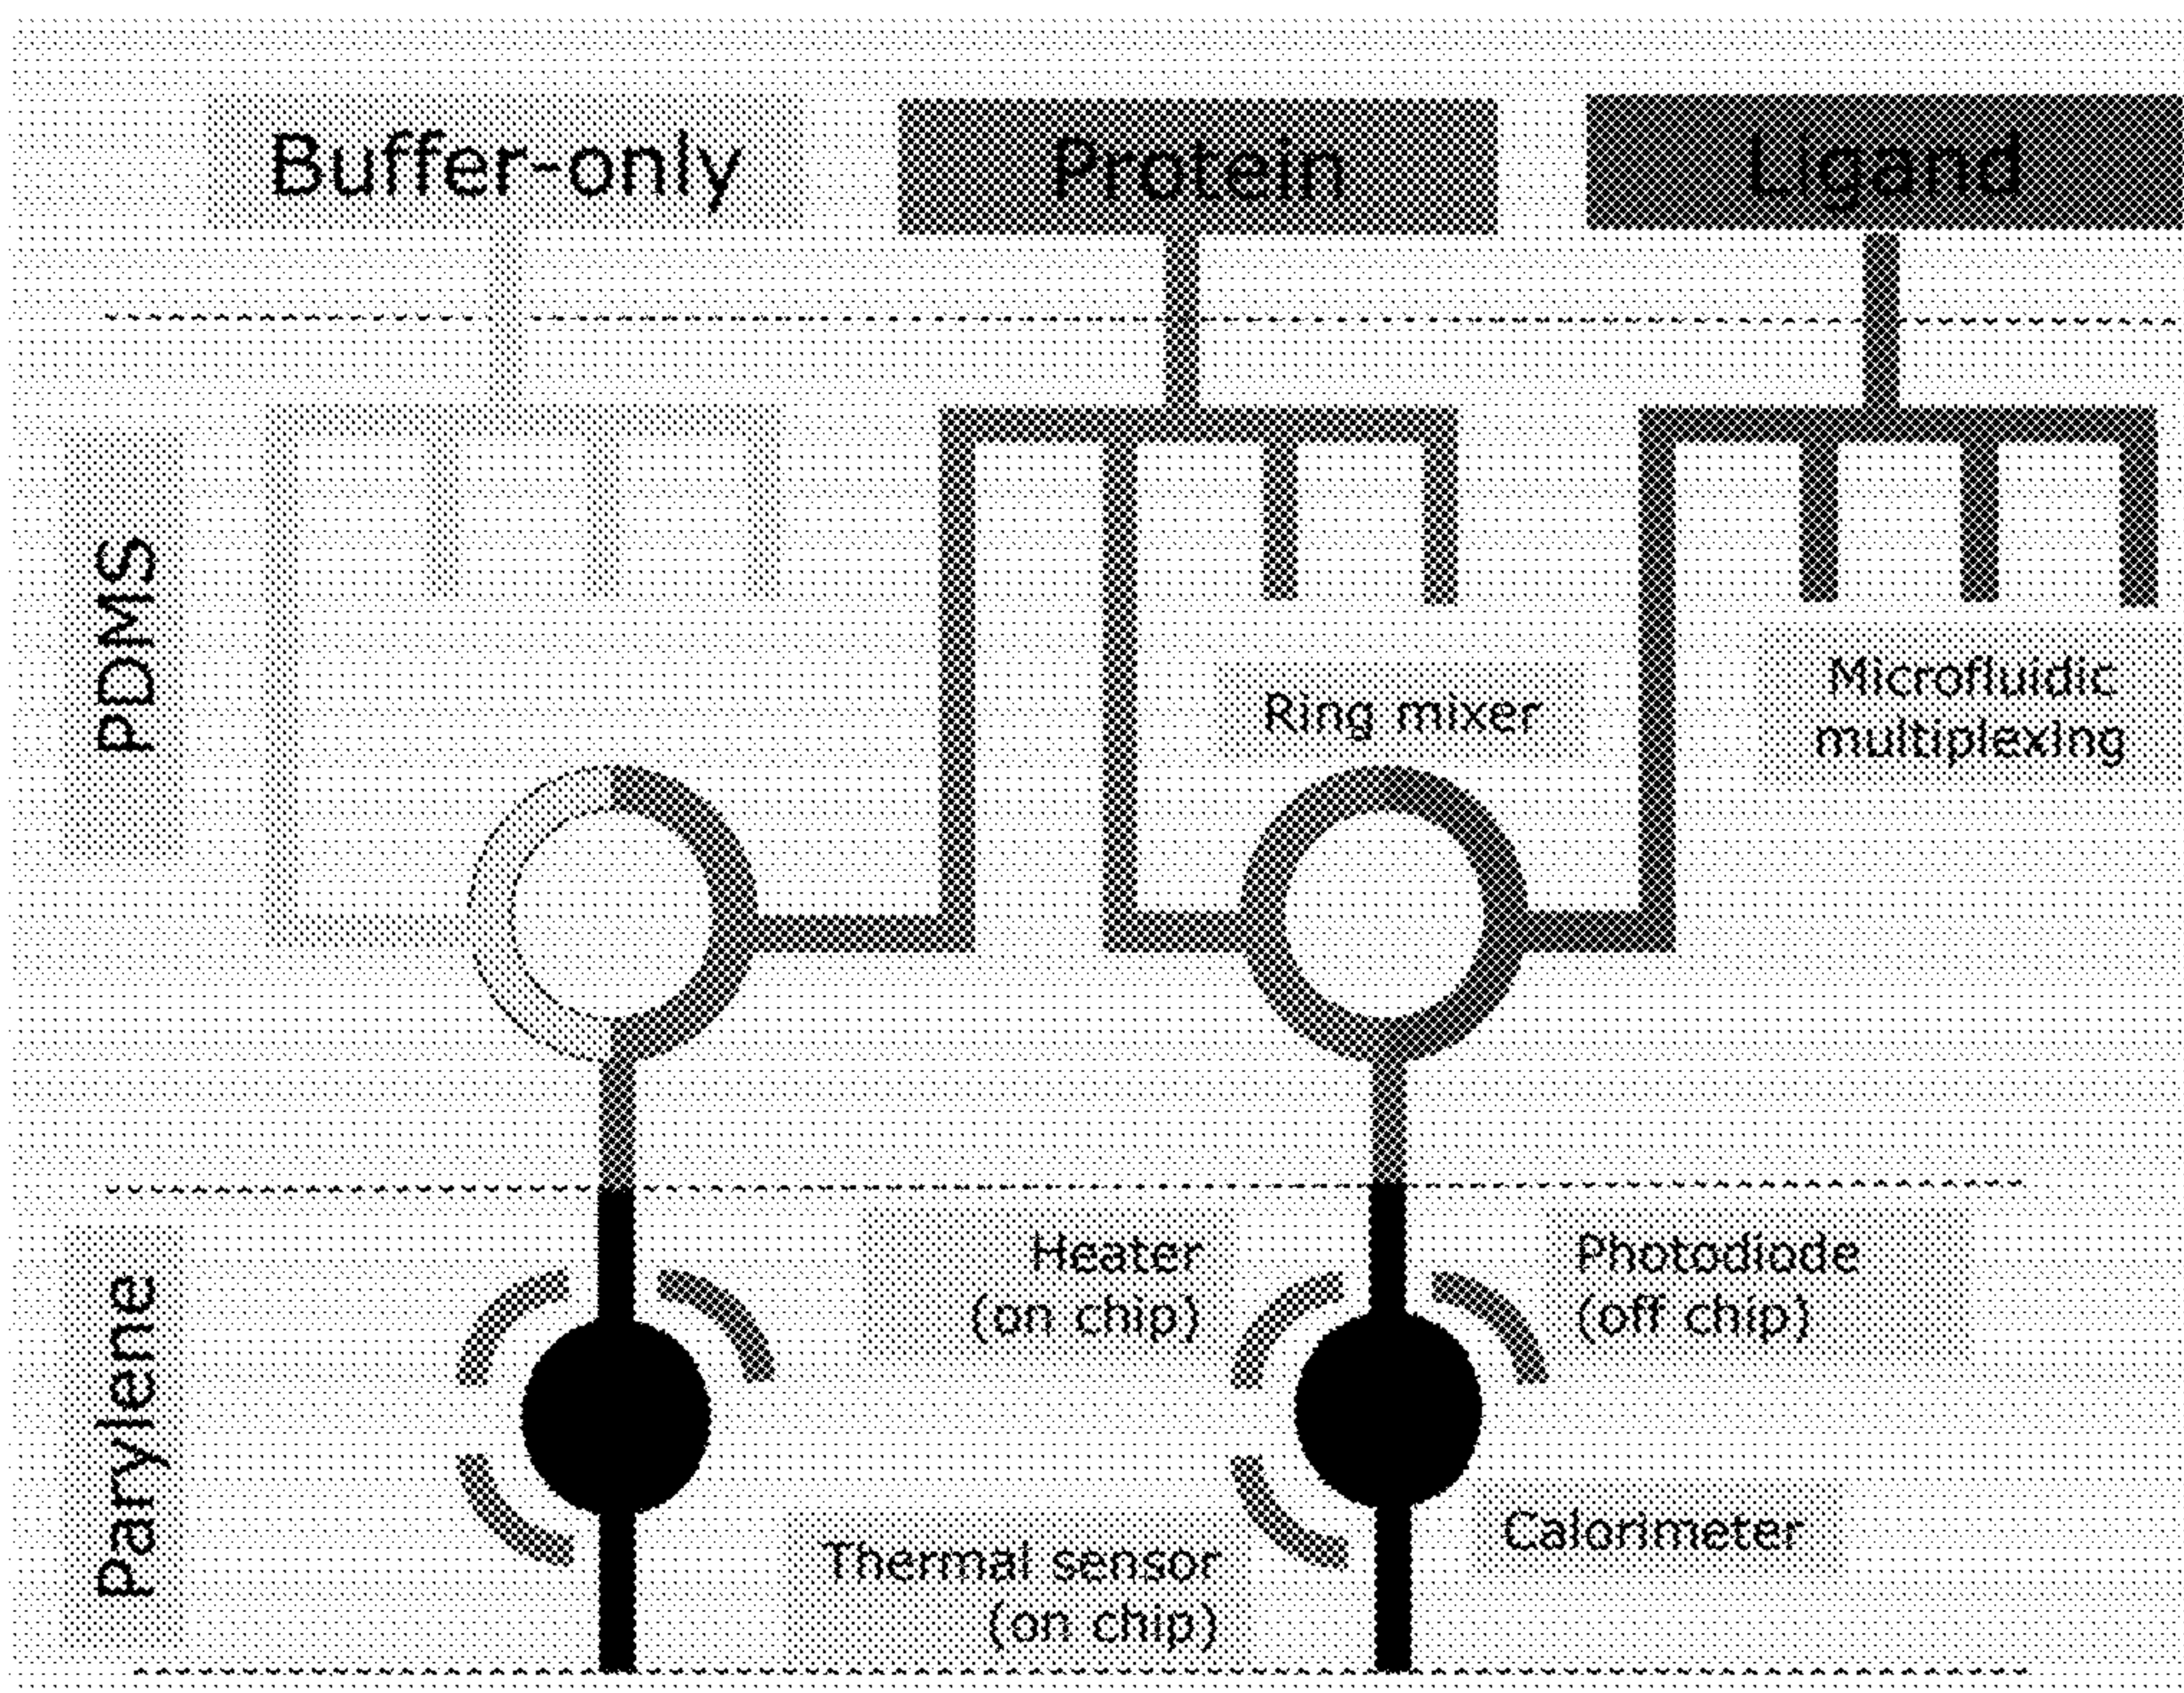 Buffer-only
Protein
Ligand
PDMS
Ring mixer
Microfluidic
multiplexing
Parylene
Heater
(on chip)
Photodiode
(off chip)
Thermal sensor
(on chip)
Calorimeter